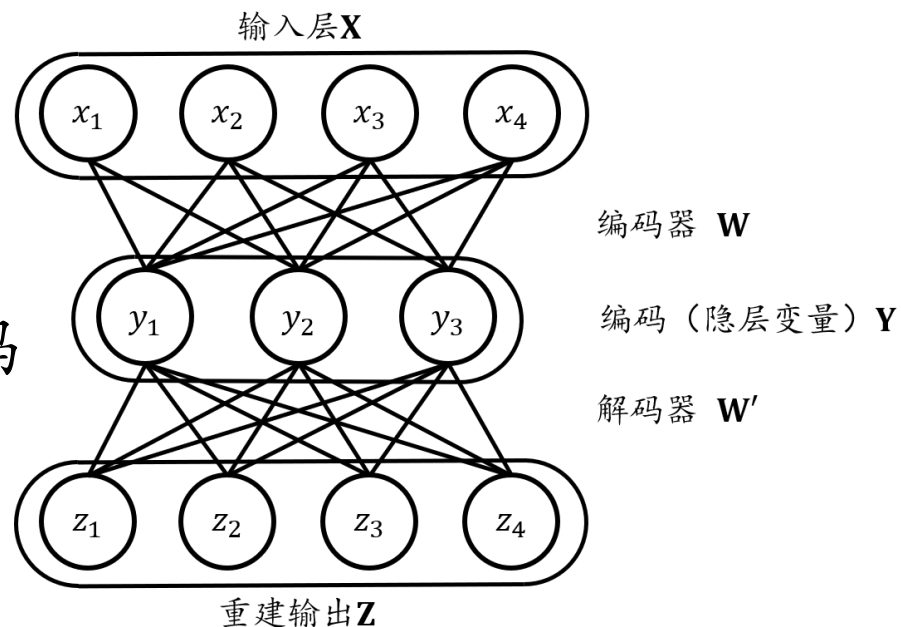 输入层X
x₁ x₂ x₃ x₄
编码器 W
y₁ y₂ y₃
编码（隐层变量）Y
码
解码器 W′
z₁ z₂ z₃ z₄
重建输出Z